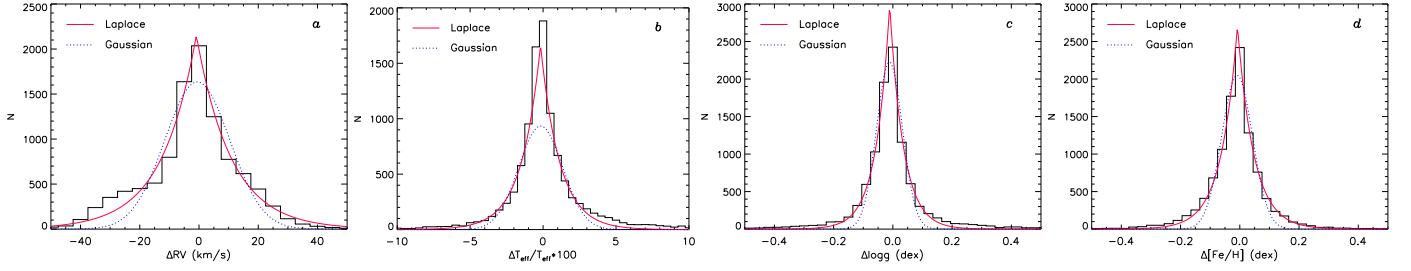 Laplace
Gaussian
a
2500
2000
1500
1000
500
0
N
−40 −20 0 20 40
ΔRV (km/s)
Laplace
Gaussian
b
2000
1500
1000
500
0
N
−10 −5 0 5 10
ΔTeff/Teff*100
Laplace
Gaussian
c
3000
2500
2000
1500
1000
500
0
N
−0.4 −0.2 0.0 0.2 0.4
Δlogg (dex)
Laplace
Gaussian
d
3000
2500
2000
1500
1000
500
0
N
−0.4 −0.2 0.0 0.2 0.4
Δ[Fe/H] (dex)